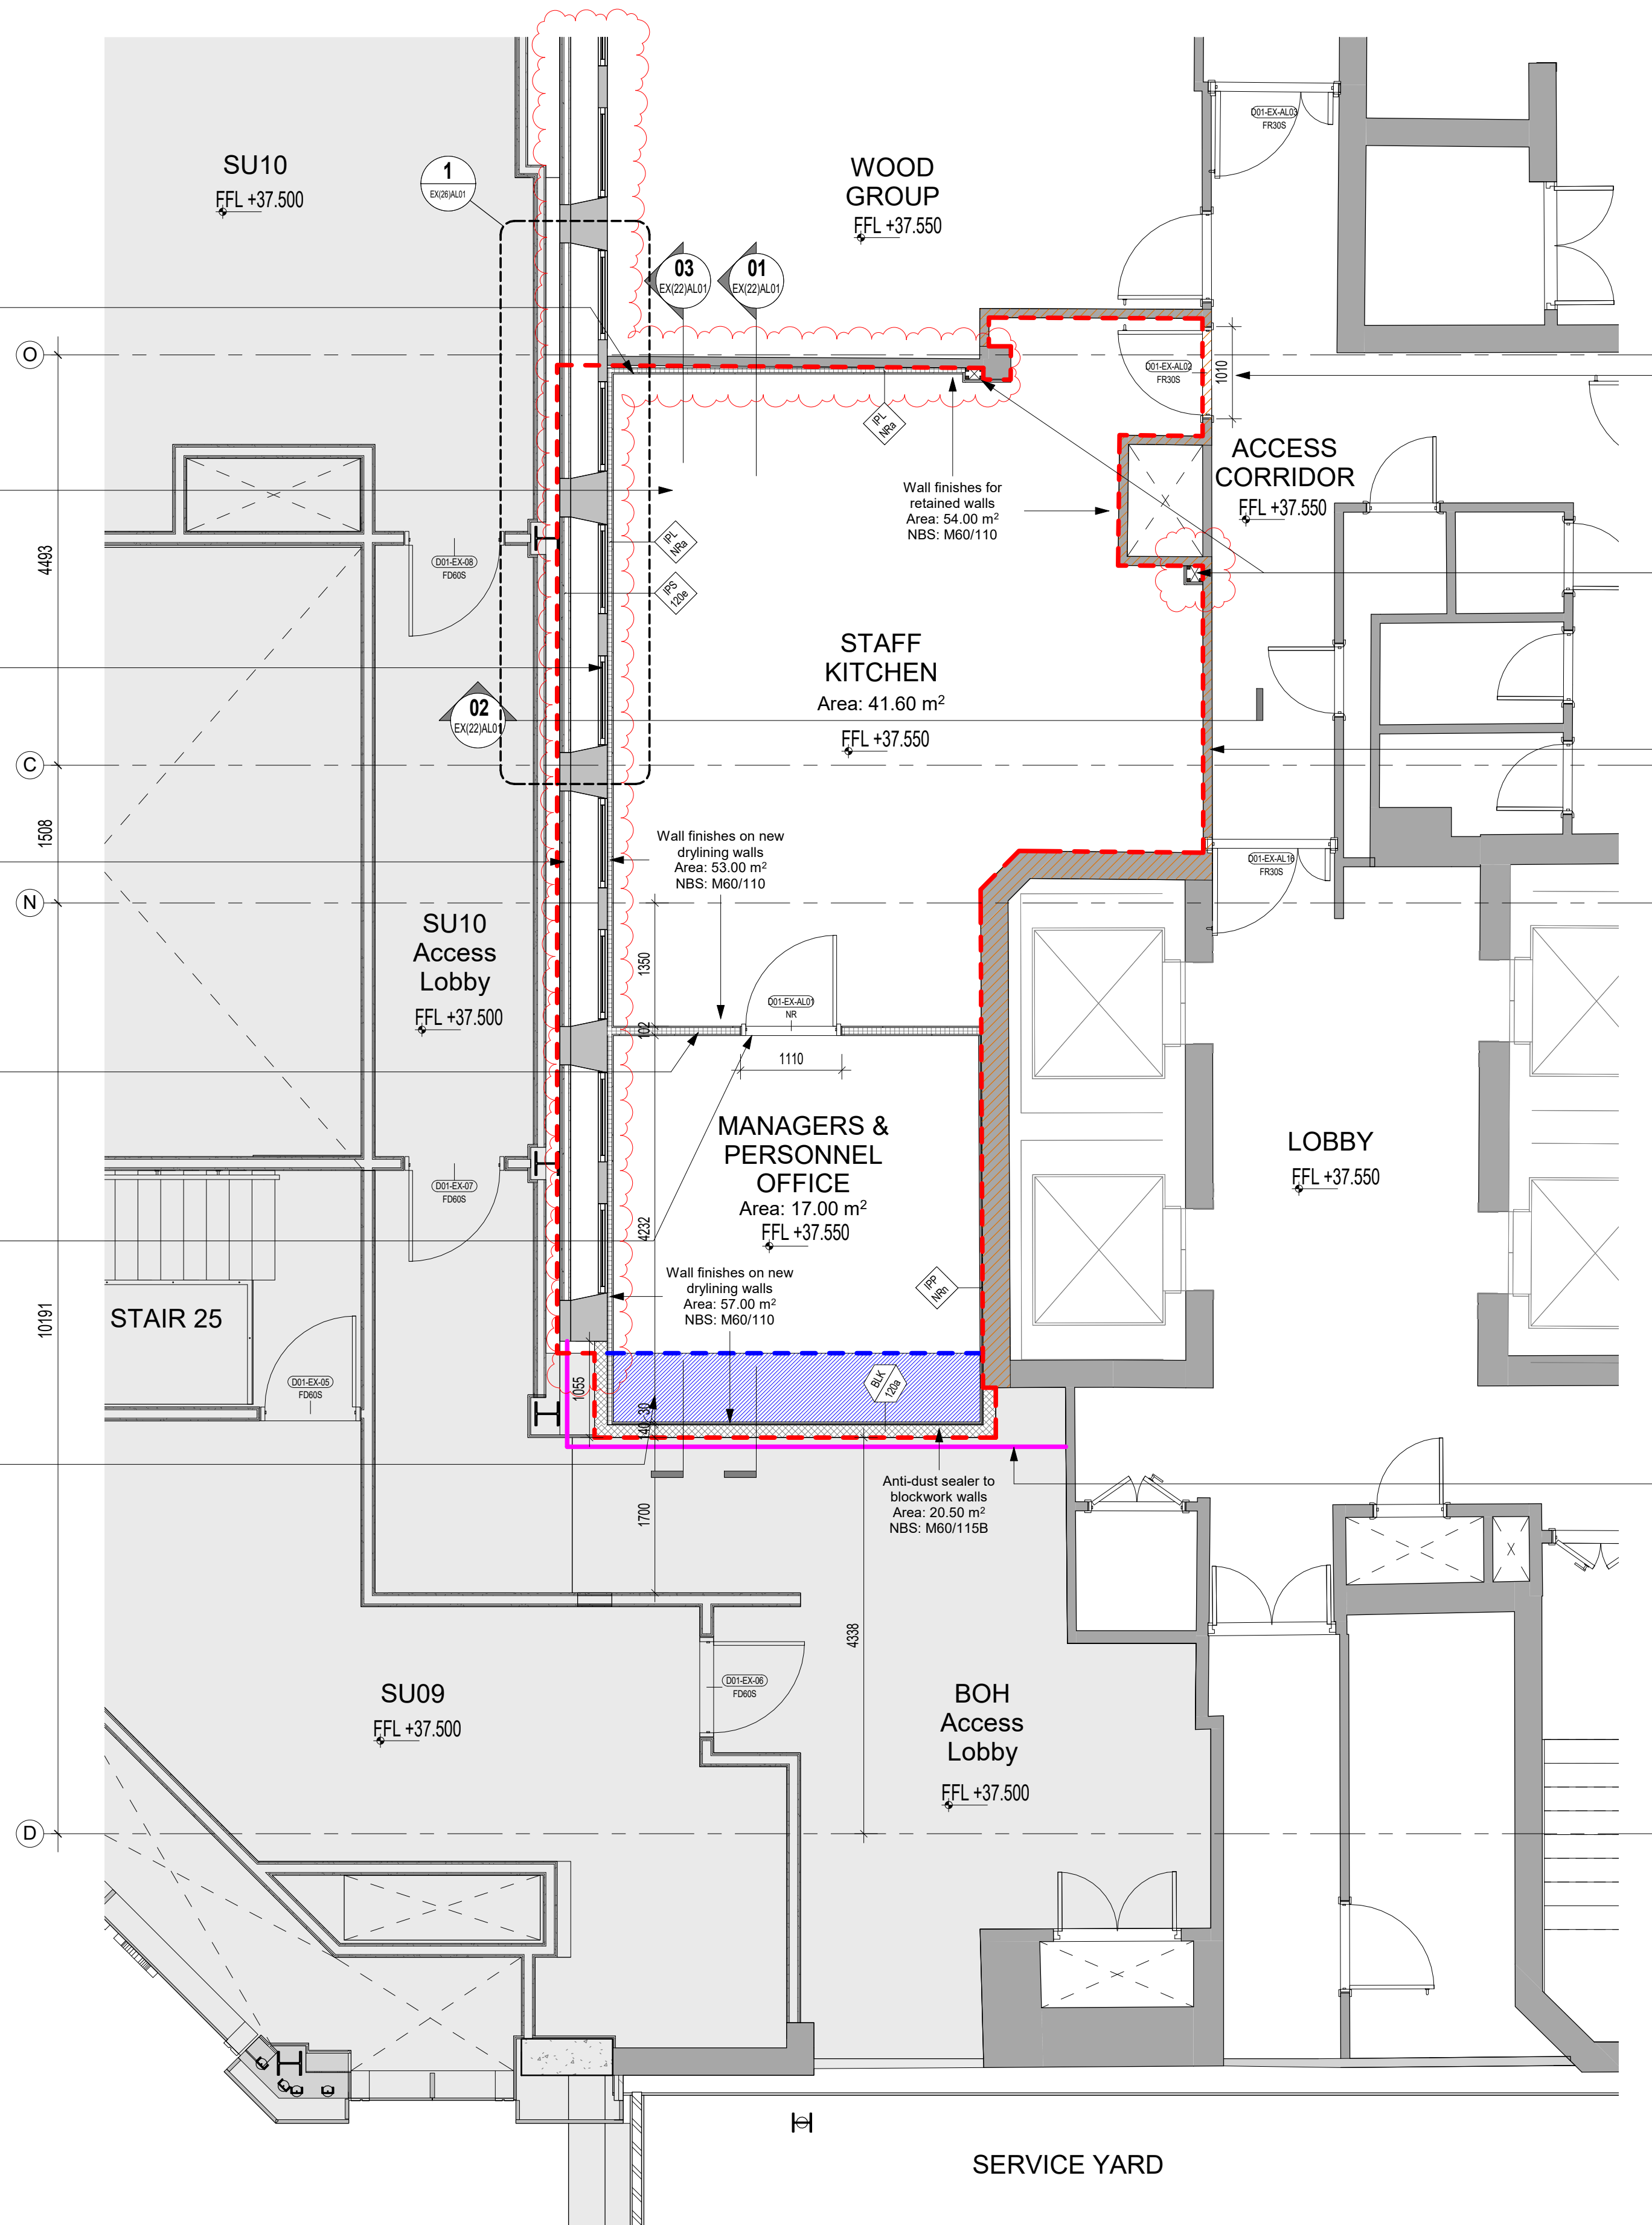 SU10
FFL +37.500
1
EX(26)AL01
WOOD
GROUP
FFL +37.550
D01-EX-AL03
FR30S
03
EX(22)AL01
01
EX(22)AL01
O
D01-EX-AL02
FR30S
1010
IPL
NRa
ACCESS
CORRIDOR
FFL +37.550
Wall finishes for
retained walls
Area: 54.00 m²
NBS: M60/110
4493
D01-EX-08
FD60S
IPL
NRa
IPS
120e
STAFF
KITCHEN
Area: 41.60 m²
FFL +37.550
02
EX(22)AL01
C
1508
Wall finishes on new
drylining walls
Area: 53.00 m²
NBS: M60/110
D01-EX-AL16
FR30S
N
SU10
Access
Lobby
FFL +37.500
1350
D01-EX-AL01
NR
102
1110
MANAGERS &
PERSONNEL
OFFICE
Area: 17.00 m²
FFL +37.550
LOBBY
FFL +37.550
D01-EX-07
FD60S
4232
Wall finishes on new
drylining walls
Area: 57.00 m²
NBS: M60/110
IPP
NRn
10191
STAIR 25
D01-EX-05
FD60S
1055
BLK
120a
30
140
Anti-dust sealer to
blockwork walls
Area: 20.50 m²
NBS: M60/115B
1700
4338
SU09
FFL +37.500
D01-EX-06
FD60S
BOH
Access
Lobby
FFL +37.500
D
SERVICE YARD